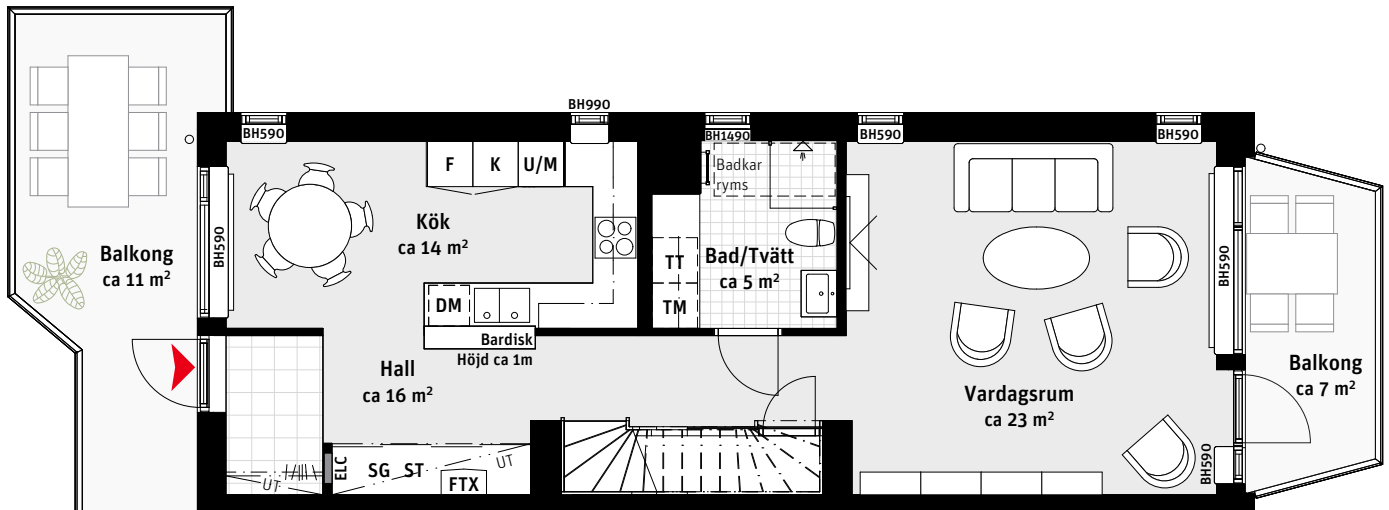 BH990
BH590
BH1490
BH590
BH590
F
K
U/M
Badkar
ryms
Kök
ca 14 m²
Balkong
ca 11 m²
BH590
TT
Bad/Tvätt
ca 5 m²
BH590
DM
TM
Bardisk
Höjd ca 1m
Hall
ca 16 m²
Balkong
ca 7 m²
Vardagsrum
ca 23 m²
UT
ELC
SG ST
UT
FTX
BH590